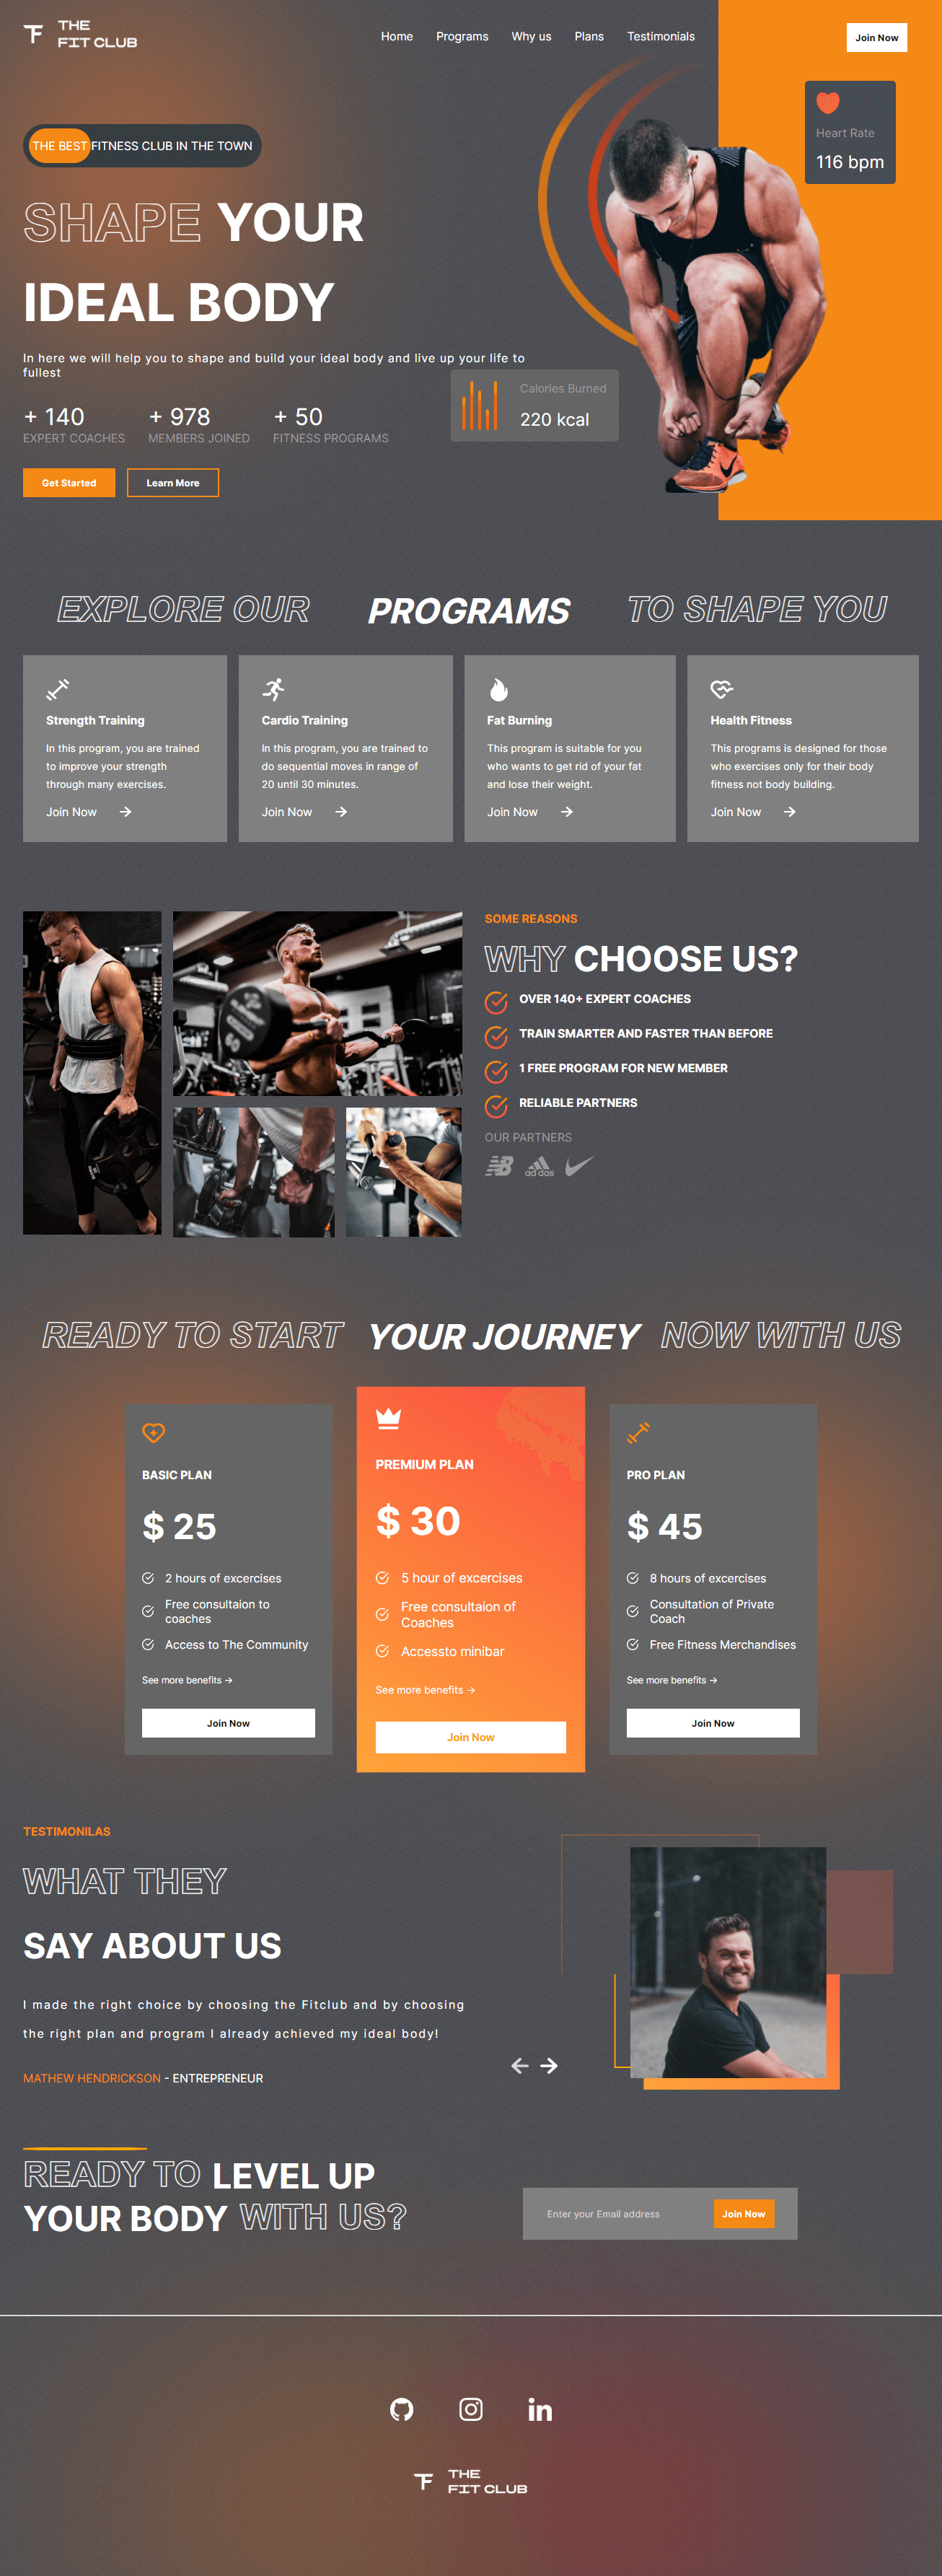 THE
FIT CLUB
Home Programs Why us Plans Testimonials
Join Now
Heart Rate
116 bpm
THE BEST FITNESS CLUB IN THE TOWN
SHAPE YOUR
IDEAL BODY
In here we will help you to shape and build your ideal body and live up your life to
fullest
Calories Burned
220 kcal
+ 140 + 978 + 50
EXPERT COACHES MEMBERS JOINED FITNESS PROGRAMS
Get Started Learn More
EXPLORE OUR PROGRAMS TO SHAPE YOU
Strength Training
In this program, you are trained
to improve your strength
through many exercises.
Join Now →
Cardio Training
In this program, you are trained to
do sequential moves in range of
20 until 30 minutes.
Join Now →
Fat Burning
This program is suitable for you
who wants to get rid of your fat
and lose their weight.
Join Now →
Health Fitness
This programs is designed for those
who exercises only for their body
fitness not body building.
Join Now →
SOME REASONS
WHY CHOOSE US?
OVER 140+ EXPERT COACHES
TRAIN SMARTER AND FASTER THAN BEFORE
1 FREE PROGRAM FOR NEW MEMBER
RELIABLE PARTNERS
OUR PARTNERS
NB adidas
READY TO START YOUR JOURNEY NOW WITH US
BASIC PLAN
$ 25
2 hours of excercises
Free consultaion to
coaches
Access to The Community
See more benefits →
Join Now
PREMIUM PLAN
$ 30
5 hour of excercises
Free consultaion of
Coaches
Accessto minibar
See more benefits →
Join Now
PRO PLAN
$ 45
8 hours of excercises
Consultation of Private
Coach
Free Fitness Merchandises
See more benefits →
Join Now
TESTIMONILAS
WHAT THEY
SAY ABOUT US
I made the right choice by choosing the Fitclub and by choosing
the right plan and program I already achieved my ideal body!
MATHEW HENDRICKSON - ENTREPRENEUR
← →
READY TO LEVEL UP
YOUR BODY WITH US?
Enter your Email address
Join Now
in
THE
FIT CLUB